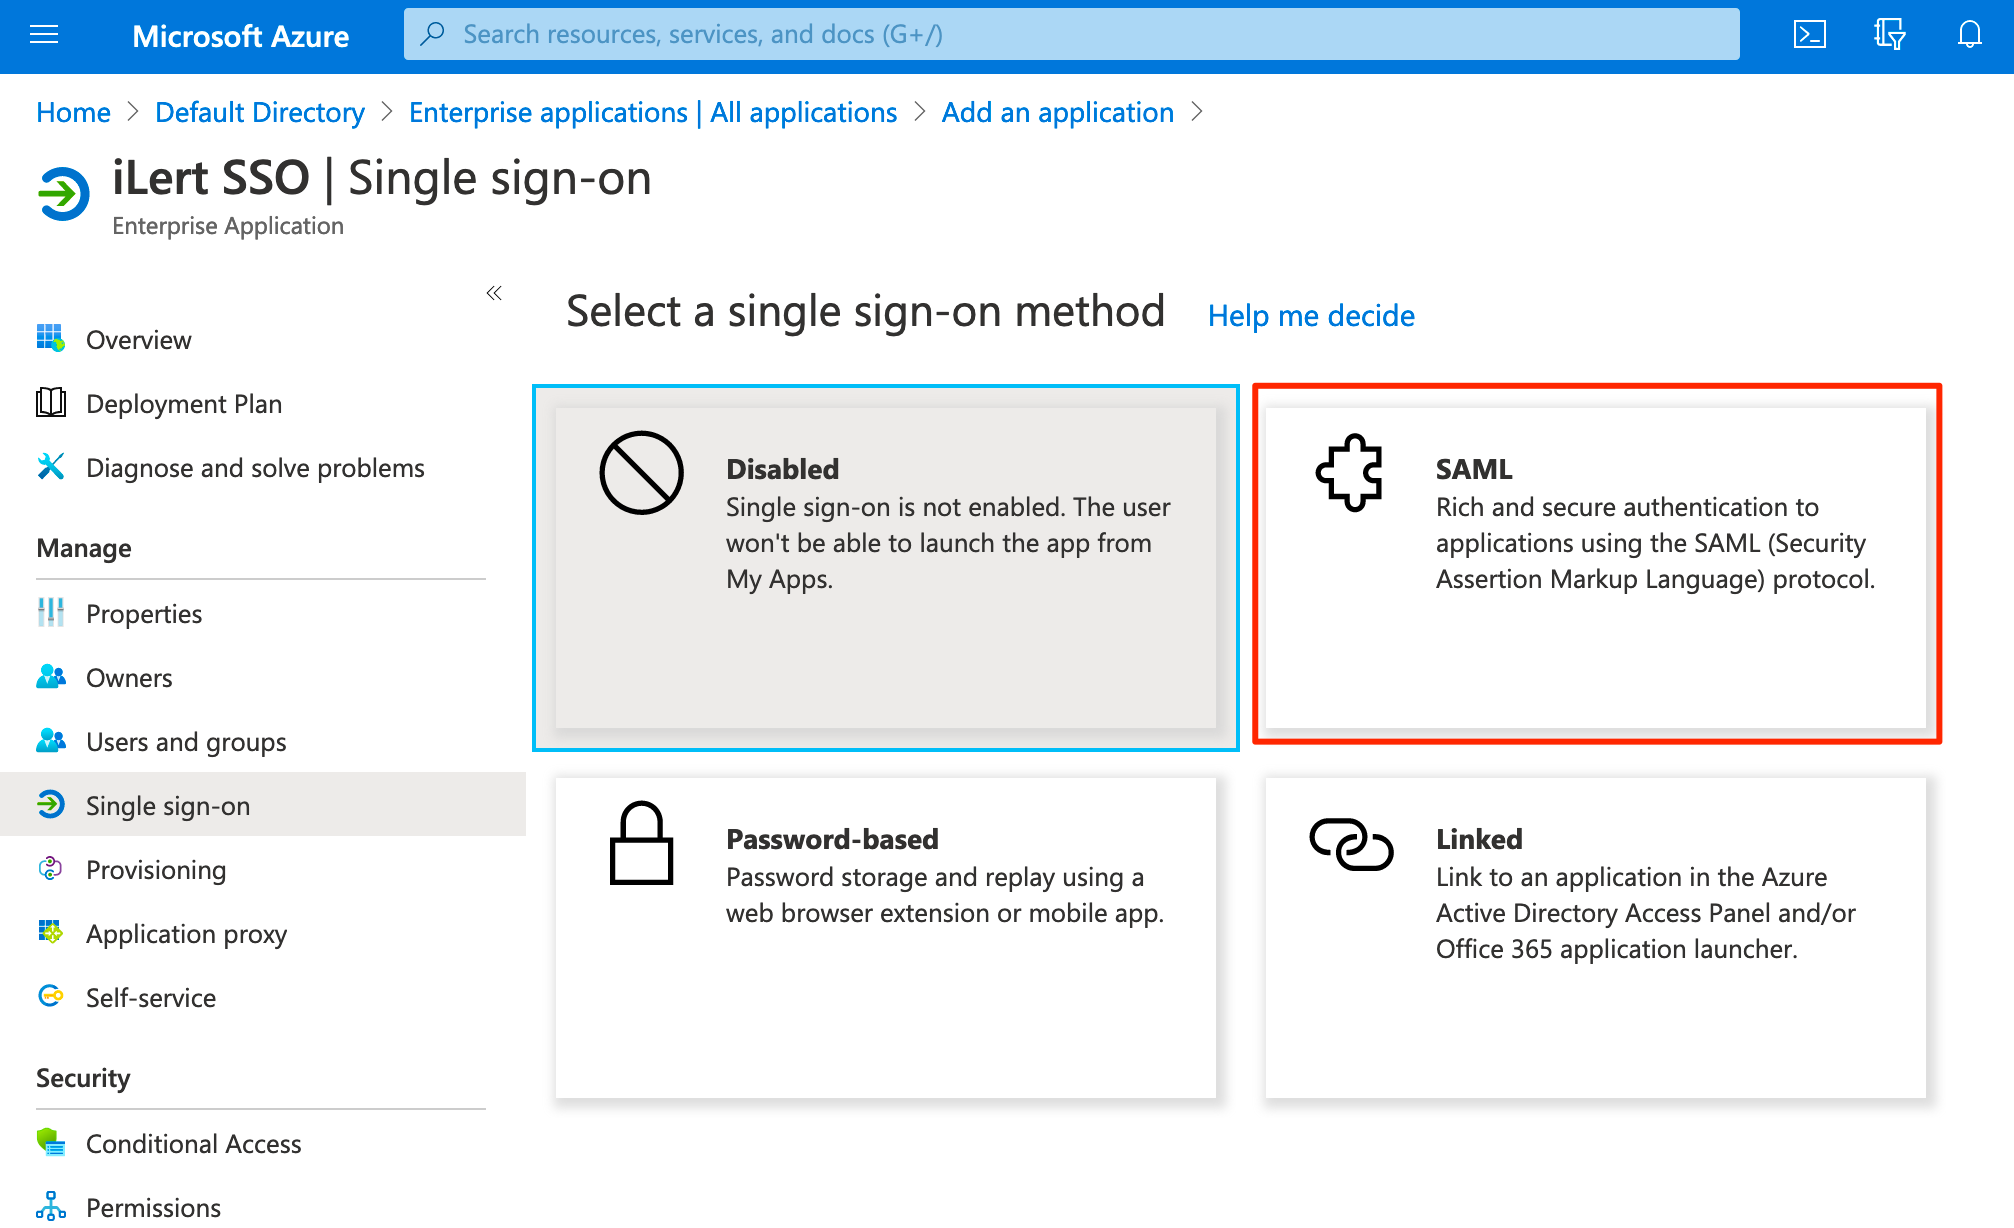 Microsoft Azure
Search resources, services, and docs (G+/)
Home > Default Directory > Enterprise applications | All applications > Add an application >
iLert SSO | Single sign-on
Enterprise Application
«
Select a single sign-on method
Help me decide
Overview
Deployment Plan
Diagnose and solve problems
Manage
Properties
Owners
Users and groups
Single sign-on
Provisioning
Application proxy
Self-service
Security
Conditional Access
Permissions
Disabled
Single sign-on is not enabled. The user
won't be able to launch the app from
My Apps.
SAML
Rich and secure authentication to
applications using the SAML (Security
Assertion Markup Language) protocol.
Password-based
Password storage and replay using a
web browser extension or mobile app.
Linked
Link to an application in the Azure
Active Directory Access Panel and/or
Office 365 application launcher.